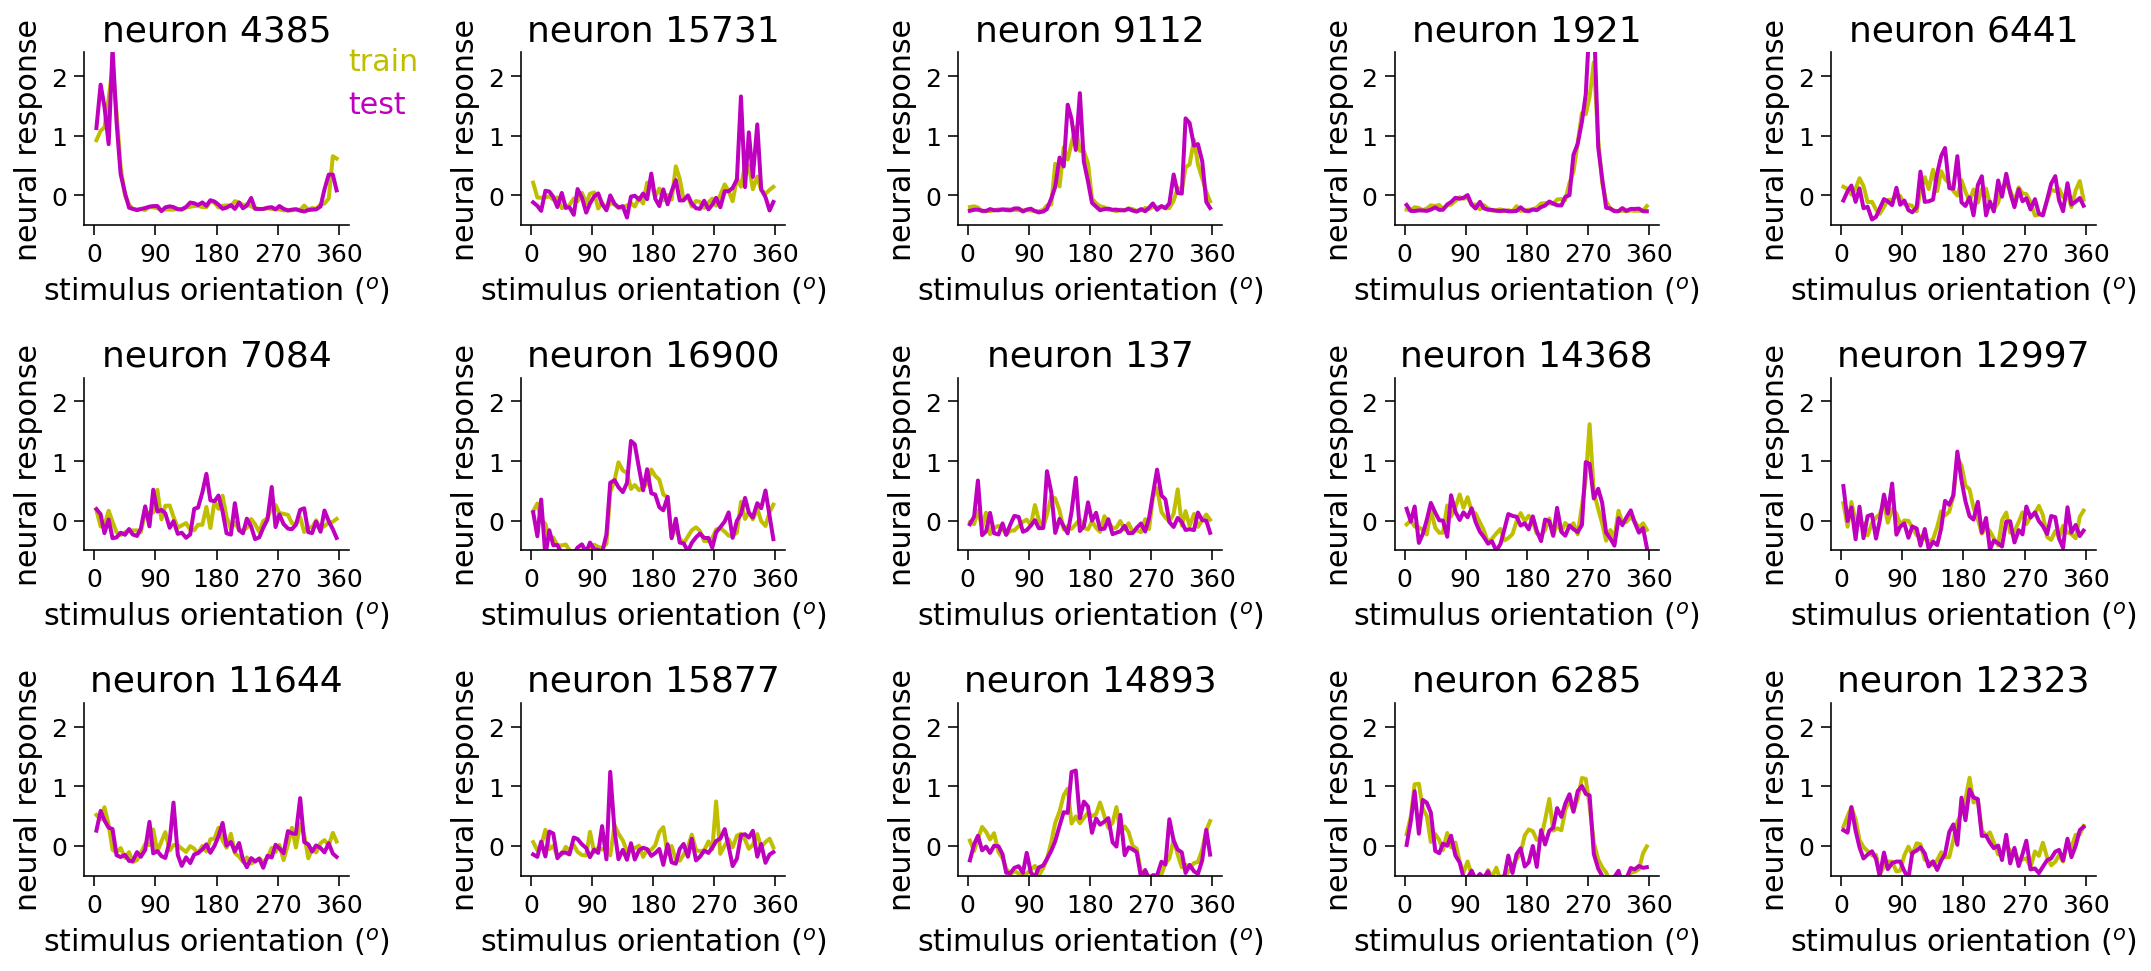 neuron 4385
neuron 15731
neuron 9112
neuron 1921
neuron 6441
train
test
neural response
2
1
0
0 90 180 270 360
stimulus orientation (o)
neural response
2
1
0
0 90 180 270 360
stimulus orientation (o)
neural response
2
1
0
0 90 180 270 360
stimulus orientation (o)
neural response
2
1
0
0 90 180 270 360
stimulus orientation (o)
neural response
2
1
0
0 90 180 270 360
stimulus orientation (o)
neuron 7084
neuron 16900
neuron 137
neuron 14368
neuron 12997
neural response
2
1
0
0 90 180 270 360
stimulus orientation (o)
neural response
2
1
0
0 90 180 270 360
stimulus orientation (o)
neural response
2
1
0
0 90 180 270 360
stimulus orientation (o)
neural response
2
1
0
0 90 180 270 360
stimulus orientation (o)
neural response
2
1
0
0 90 180 270 360
stimulus orientation (o)
neuron 11644
neuron 15877
neuron 14893
neuron 6285
neuron 12323
neural response
2
1
0
0 90 180 270 360
stimulus orientation (o)
neural response
2
1
0
0 90 180 270 360
stimulus orientation (o)
neural response
2
1
0
0 90 180 270 360
stimulus orientation (o)
neural response
2
1
0
0 90 180 270 360
stimulus orientation (o)
neural response
2
1
0
0 90 180 270 360
stimulus orientation (o)